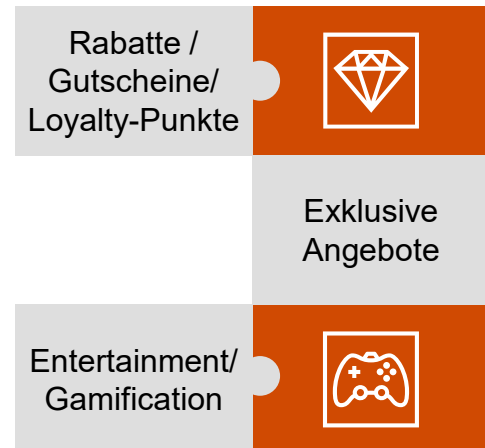 Rabatte /
Gutscheine/
Loyalty-Punkte
Exklusive
Angebote
Entertainment/
Gamification